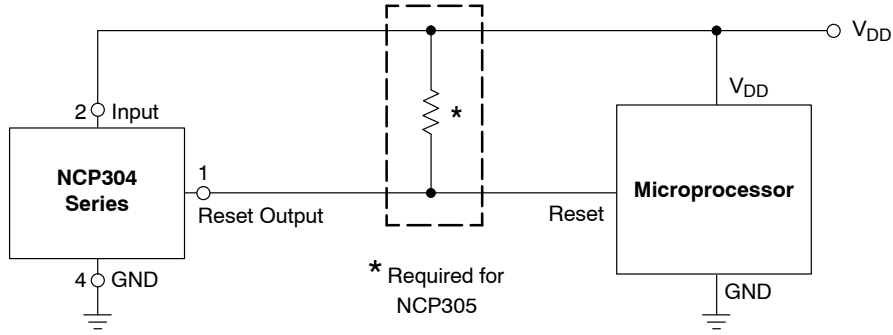 V_DD
V_DD
2 Input
*
NCP304
Series
1
Microprocessor
Reset Output
Reset
4 GND
* Required for
NCP305
GND